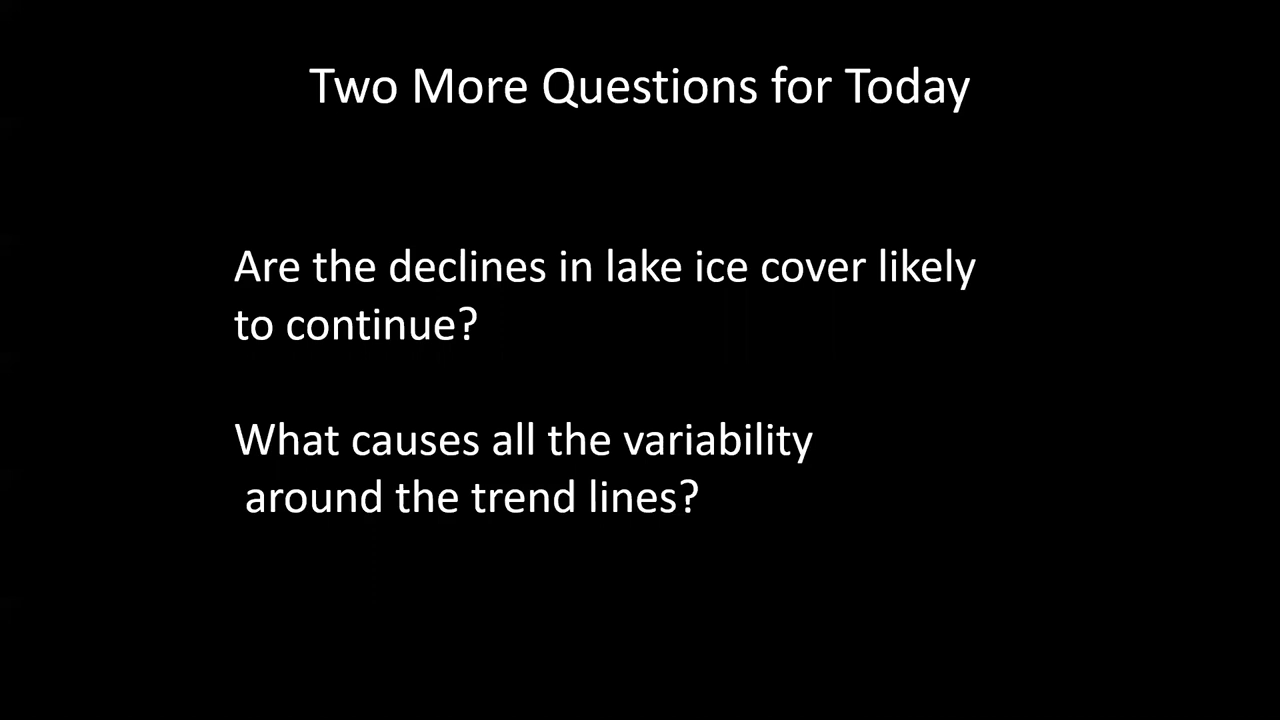 Two More Questions for Today
Are the declines in lake ice cover likely
to continue?
What causes all the variability
around the trend lines?